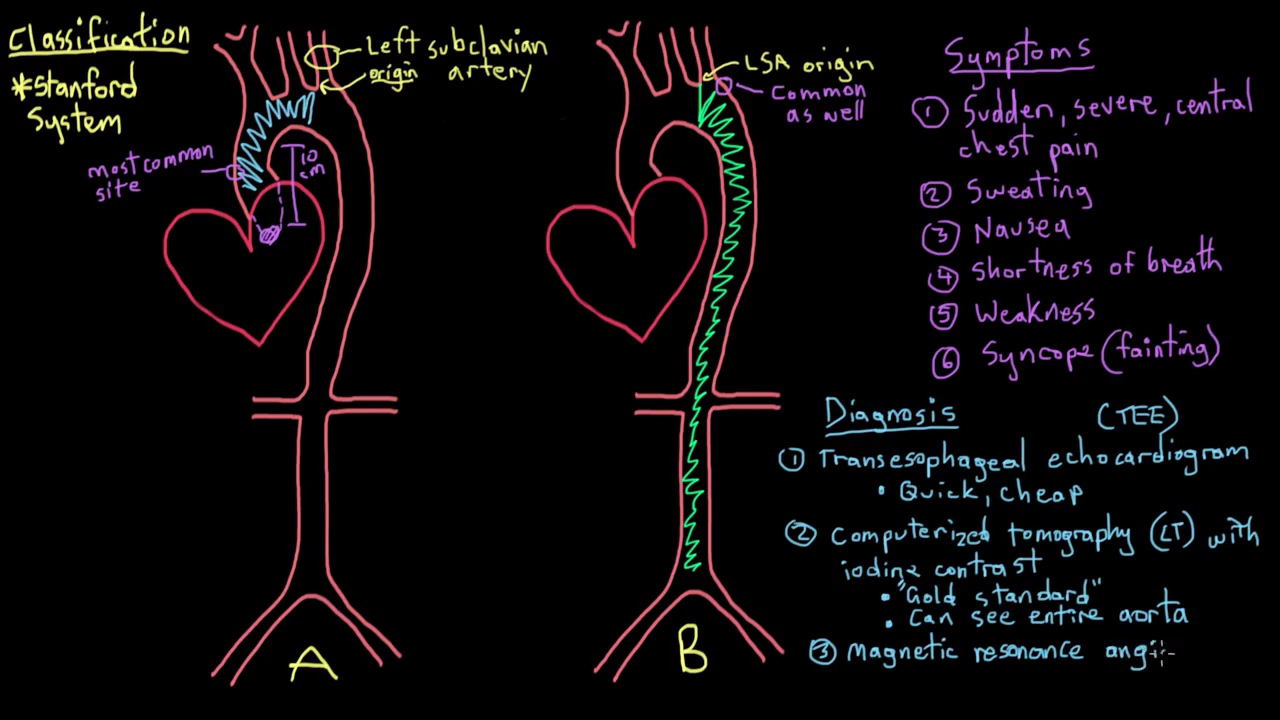 Classification
*Stanford
System
Left subclavian
origin artery
most common
site
10
cm
A
LSA origin
Common
as well
B
Symptoms
① Sudden, severe, central
chest pain
② Sweating
③ Nausea
④ Shortness of breath
⑤ Weakness
⑥ Syncope (fainting)
Diagnosis (TEE)
① Transesophageal echocardiogram
• Quick, cheap
② Computerized tomography (CT) with
iodine contrast
• "Gold standard"
• Can see entire aorta
③ Magnetic resonance angi